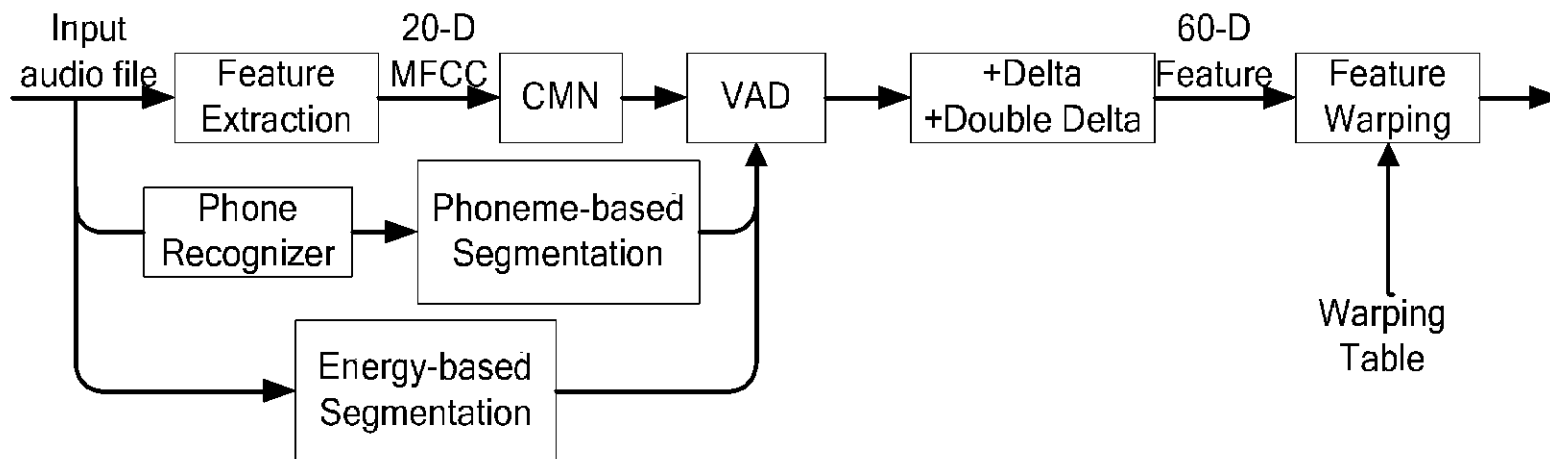 Input
audio file
Feature
Extraction
20-D
MFCC
CMN
VAD
+Delta
+Double Delta
60-D
Feature
Feature
Warping
Phone
Recognizer
Phoneme-based
Segmentation
Energy-based
Segmentation
Warping
Table